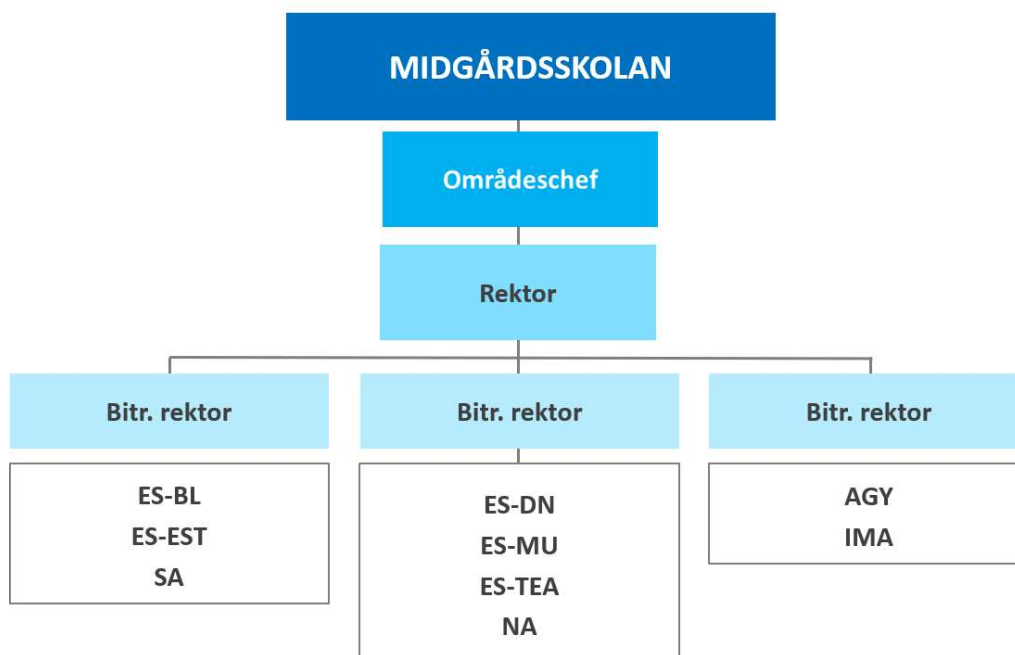 MIDGÅRDSSKOLAN
Områdeschef
Rektor
Bitr. rektor
Bitr. rektor
Bitr. rektor
ES-BL
ES-EST
SA
ES-DN
ES-MU
ES-TEA
NA
AGY
IMA